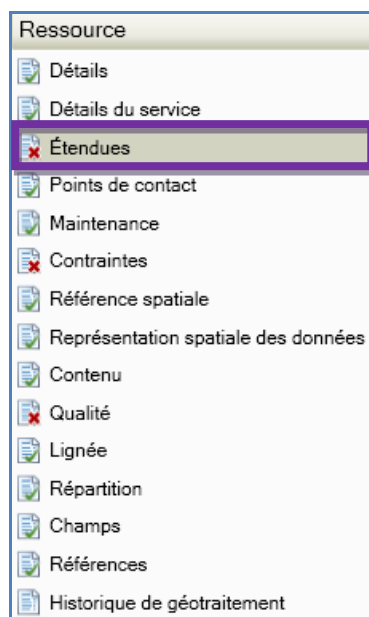 Ressource
Détails
Détails du service
Étendues
Points de contact
Maintenance
Contraintes
Référence spatiale
Représentation spatiale des données
Contenu
Qualité
Lignée
Répartition
Champs
Références
Historique de géotraitement